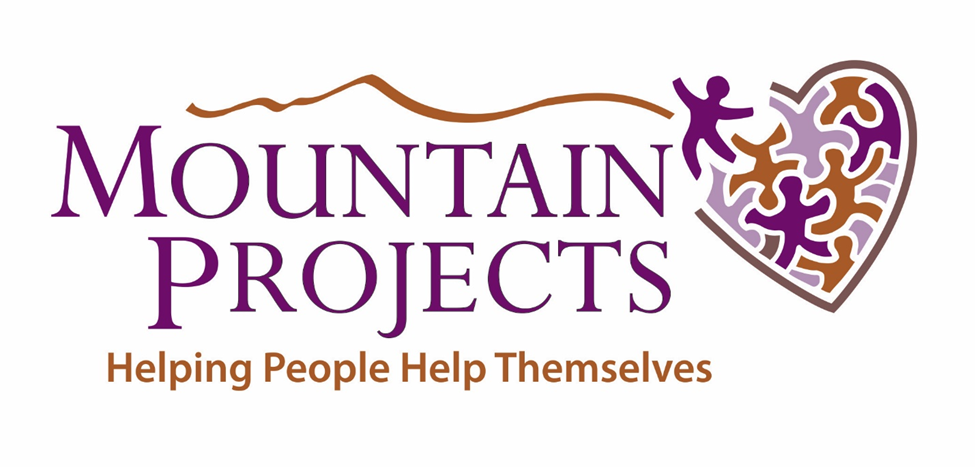 MOUNTAIN
PROJECTS
Helping People Help Themselves